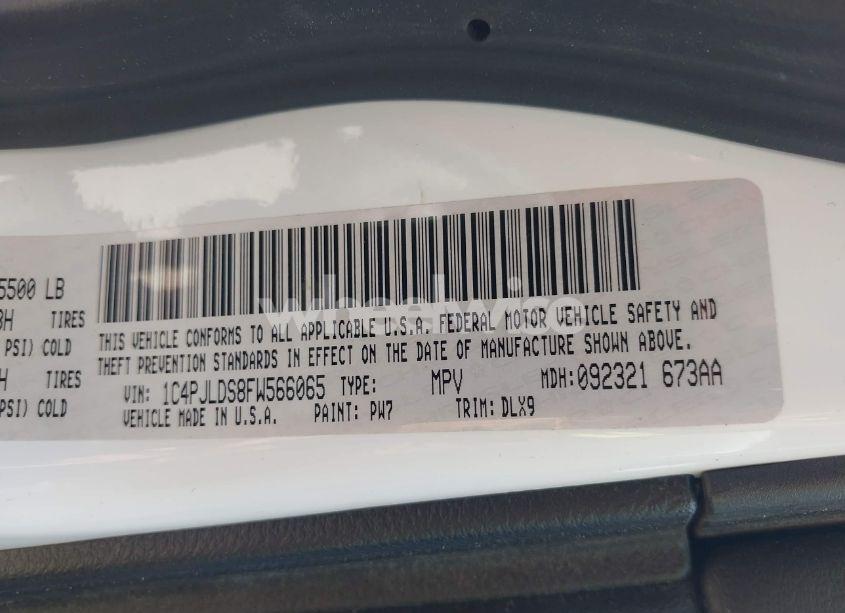 5500 LB
TIRES
PSI) COLD
TIRES
PSI) COLD
wheelwise
THIS VEHICLE CONFORMS TO ALL APPLICABLE U.S.A. FEDERAL MOTOR VEHICLE SAFETY AND
THEFT PREVENTION STANDARDS IN EFFECT ON THE DATE OF MANUFACTURE SHOWN ABOVE.
VIN: 1C4PJLDS8FW566065 TYPE: MPV MDH: 092321 673AA
VEHICLE MADE IN U.S.A. PAINT: PW7 TRIM: DLX9